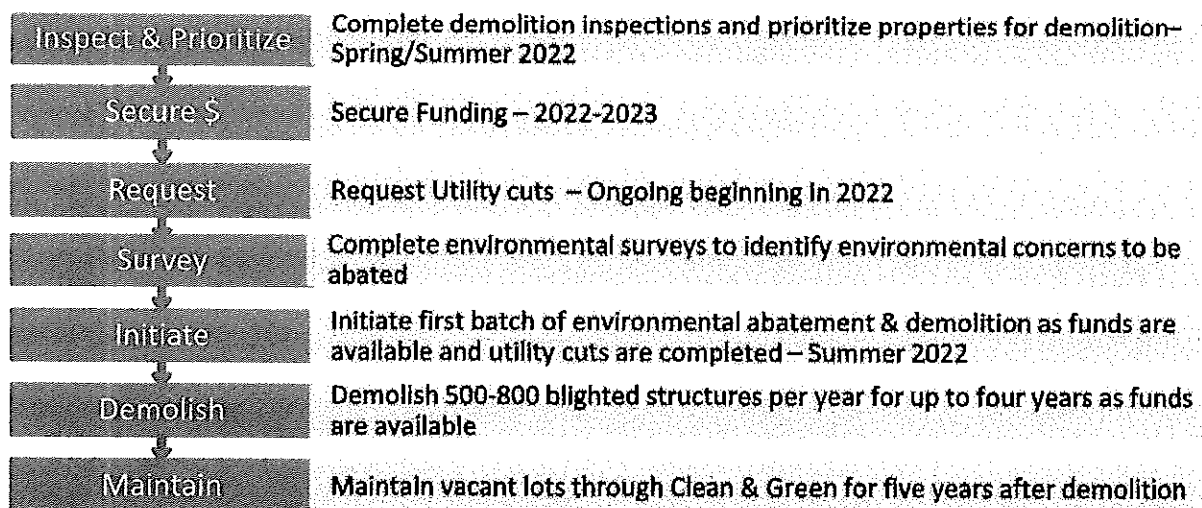 Inspect & Prioritize
Complete demolition inspections and prioritize properties for demolition–
Spring/Summer 2022
Secure $
Secure Funding – 2022-2023
Request
Request Utility cuts – Ongoing beginning in 2022
Survey
Complete environmental surveys to identify environmental concerns to be
abated
Initiate
Initiate first batch of environmental abatement & demolition as funds are
available and utility cuts are completed – Summer 2022
Demolish
Demolish 500-800 blighted structures per year for up to four years as funds
are available
Maintain
Maintain vacant lots through Clean & Green for five years after demolition